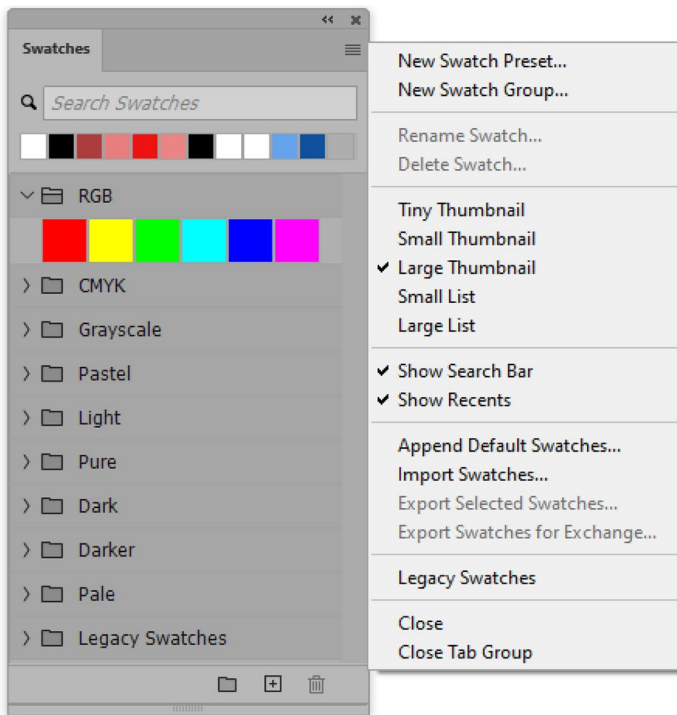 Swatches
Search Swatches
RGB
CMYK
Grayscale
Pastel
Light
Pure
Dark
Darker
Pale
Legacy Swatches
New Swatch Preset...
New Swatch Group...
Rename Swatch...
Delete Swatch...
Tiny Thumbnail
Small Thumbnail
Large Thumbnail
Small List
Large List
Show Search Bar
Show Recents
Append Default Swatches...
Import Swatches...
Export Selected Swatches...
Export Swatches for Exchange...
Legacy Swatches
Close
Close Tab Group